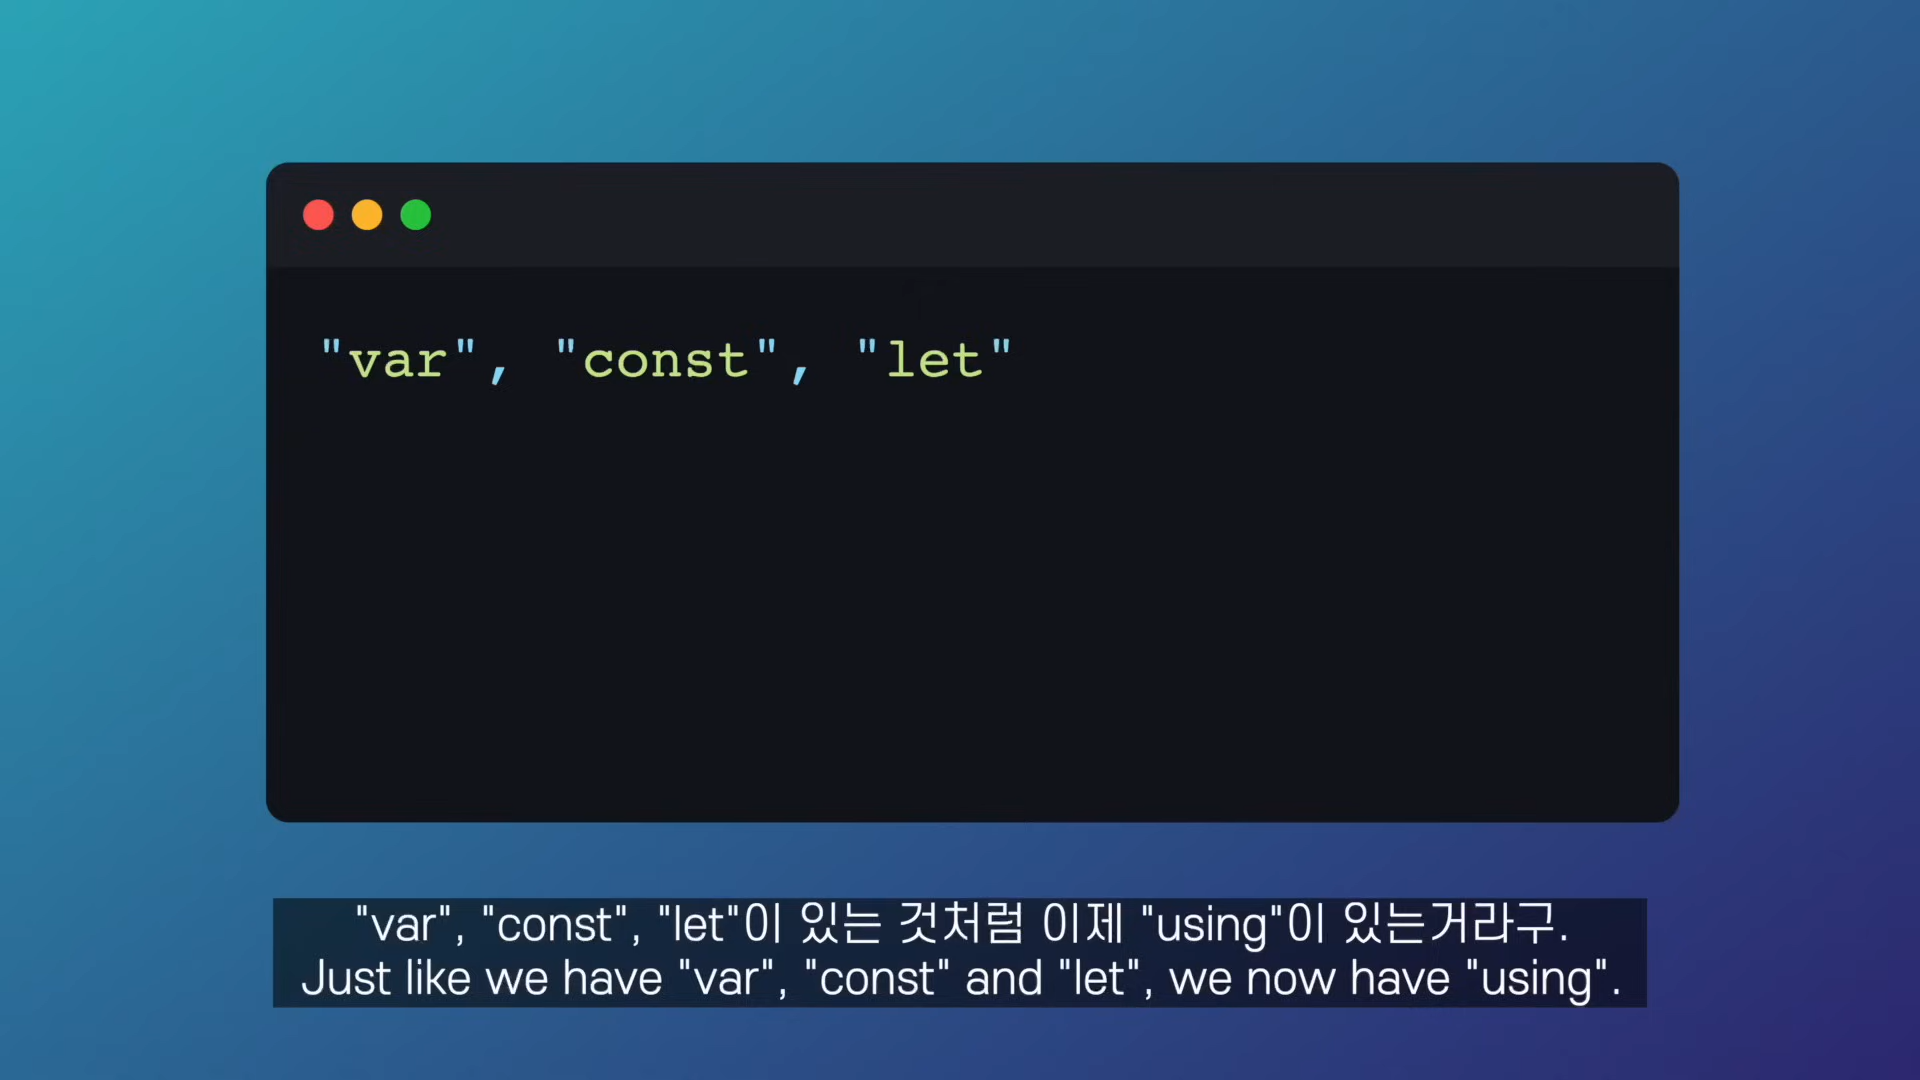 "var", "const", "let"
"var", "const", "let"이 있는 것처럼 이제 "using"이 있는거라구.
Just like we have "var", "const" and "let", we now have "using".